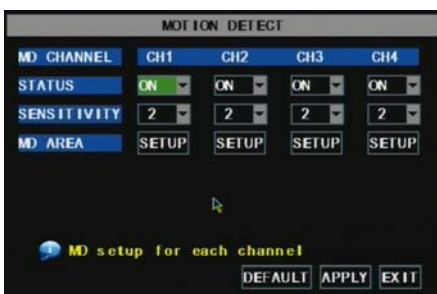 MOTION DETECT
MD CHANNEL CH1 CH2 CH3 CH4
STATUS ON ON ON ON
SENSITIVITY 2 2 2 2
MD AREA SETUP SETUP SETUP SETUP
MD setup for each channel
DEFAULT APPLY EXIT